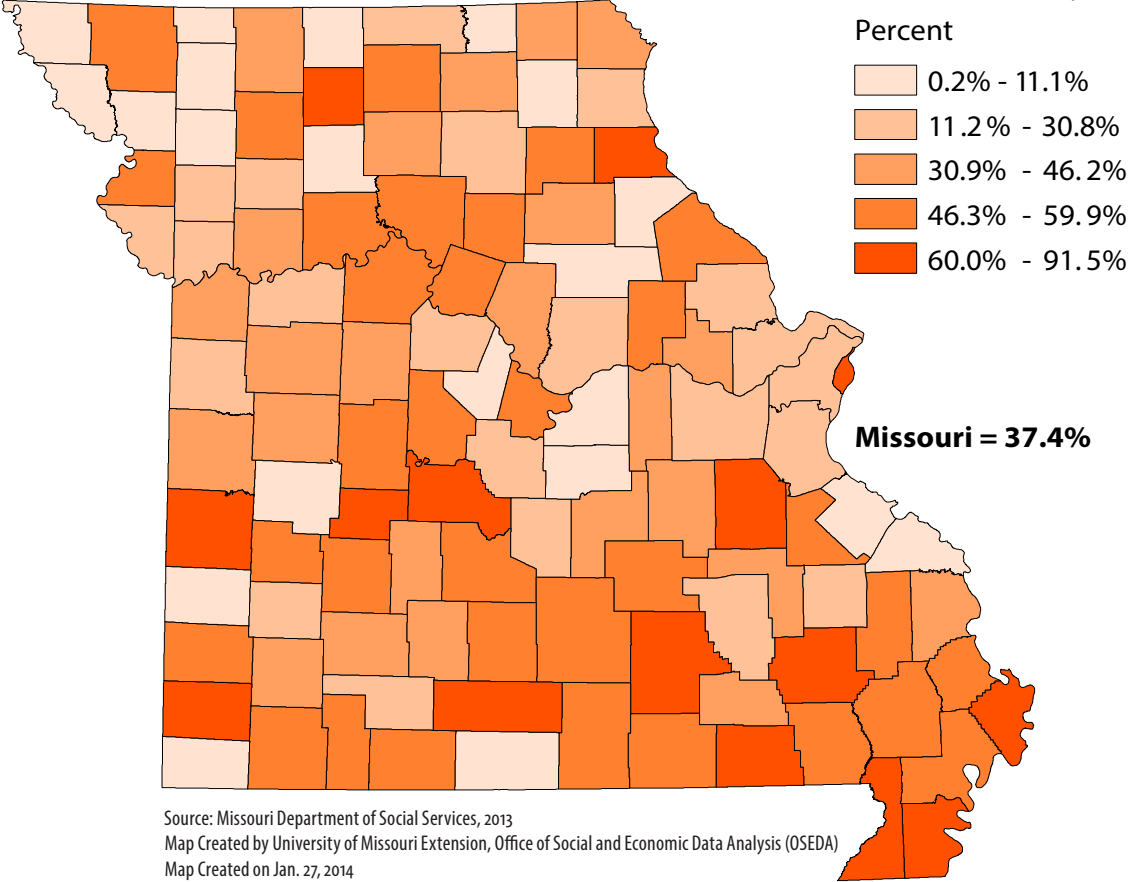 Percent
0.2% - 11.1%
11.2% - 30.8%
30.9% - 46.2%
46.3% - 59.9%
60.0% - 91.5%
Missouri = 37.4%
Source: Missouri Department of Social Services, 2013
Map Created by University of Missouri Extension, Office of Social and Economic Data Analysis (OSEDA)
Map Created on Jan. 27, 2014